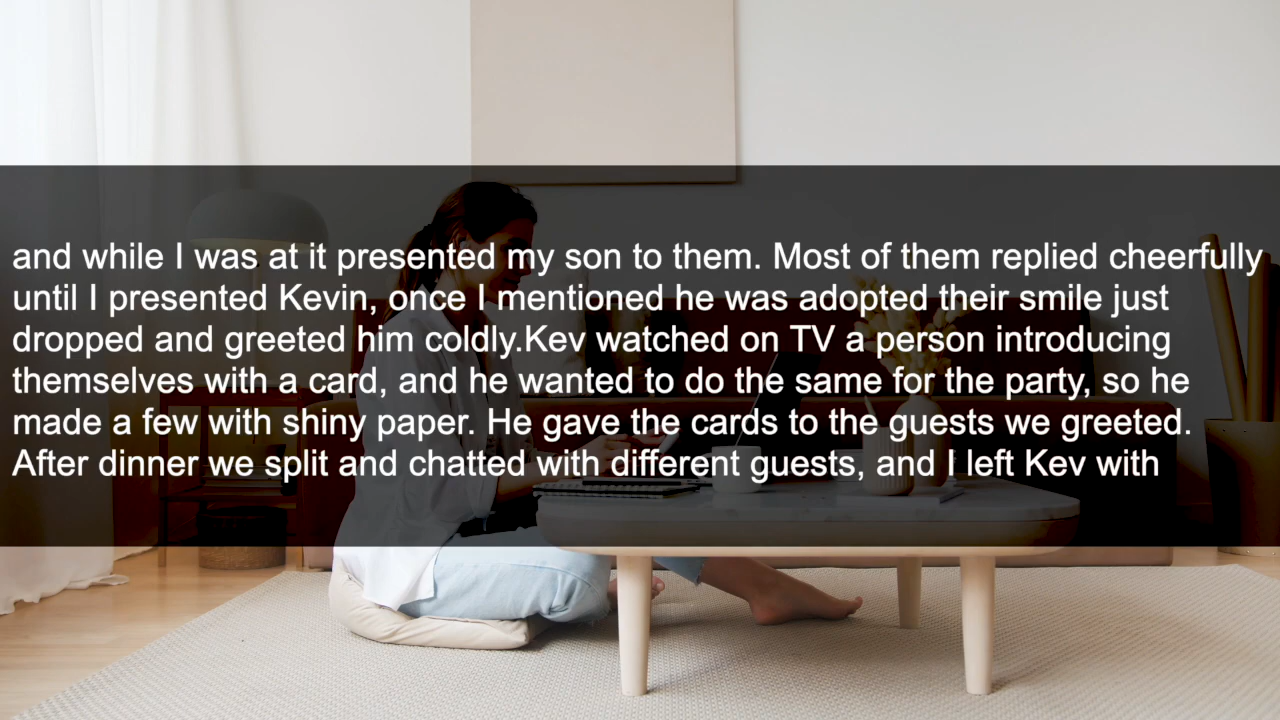 and while I was at it presented my son to them. Most of them replied cheerfully
until I presented Kevin, once I mentioned he was adopted their smile just
dropped and greeted him coldly.Kev watched on TV a person introducing
themselves with a card, and he wanted to do the same for the party, so he
made a few with shiny paper. He gave the cards to the guests we greeted.
After dinner we split and chatted with different guests, and I left Kev with